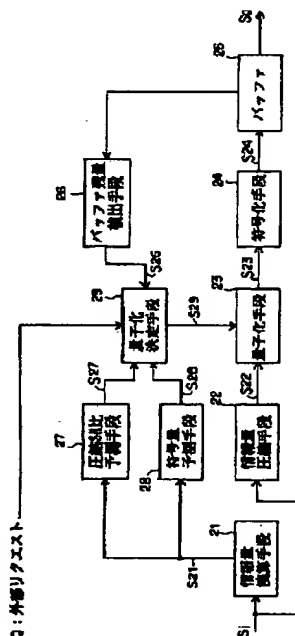 Q：外部リクエスト
Si
21
情報量
換算手段
S21
27
圧縮SN比
予測手段
S27
28
符号量
予測手段
S28
22
情報量
圧縮手段
S22
29
量子化
決定手段
S29
23
量子化手段
S23
26
バッファ残量
検出手段
S26
24
符号化手段
S24
25
バッファ
So